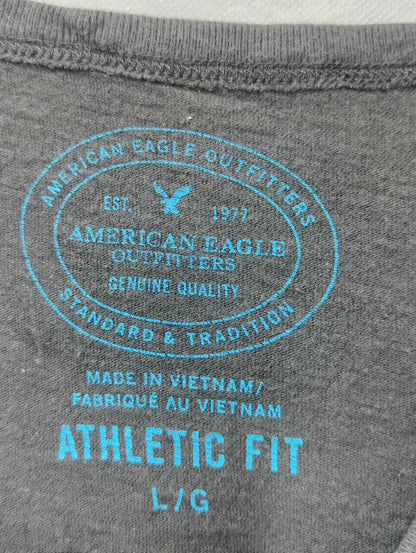 AMERICAN EAGLE OUTFITTERS
EST. 1977
AMERICAN EAGLE
OUTFITTERS
GENUINE QUALITY
STANDARD & TRADITION
MADE IN VIETNAM/
FABRIQUÉ AU VIETNAM
ATHLETIC FIT
L/G